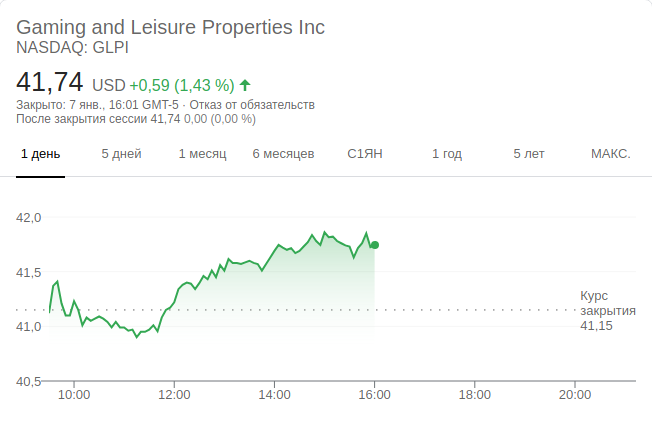 Gaming and Leisure Properties Inc
NASDAQ: GLPI
41,74 USD +0,59 (1,43 %)
Закрыто: 7 янв., 16:01 GMT-5 · Отказ от обязательств
После закрытия сессии 41,74 0,00 (0,00 %)
1 день 5 дней 1 месяц 6 месяцев С1ЯН 1 год 5 лет МАКС.
42,0
41,5
Курс
закрытия
41,15
41,0
40,5
10:00 12:00 14:00 16:00 18:00 20:00